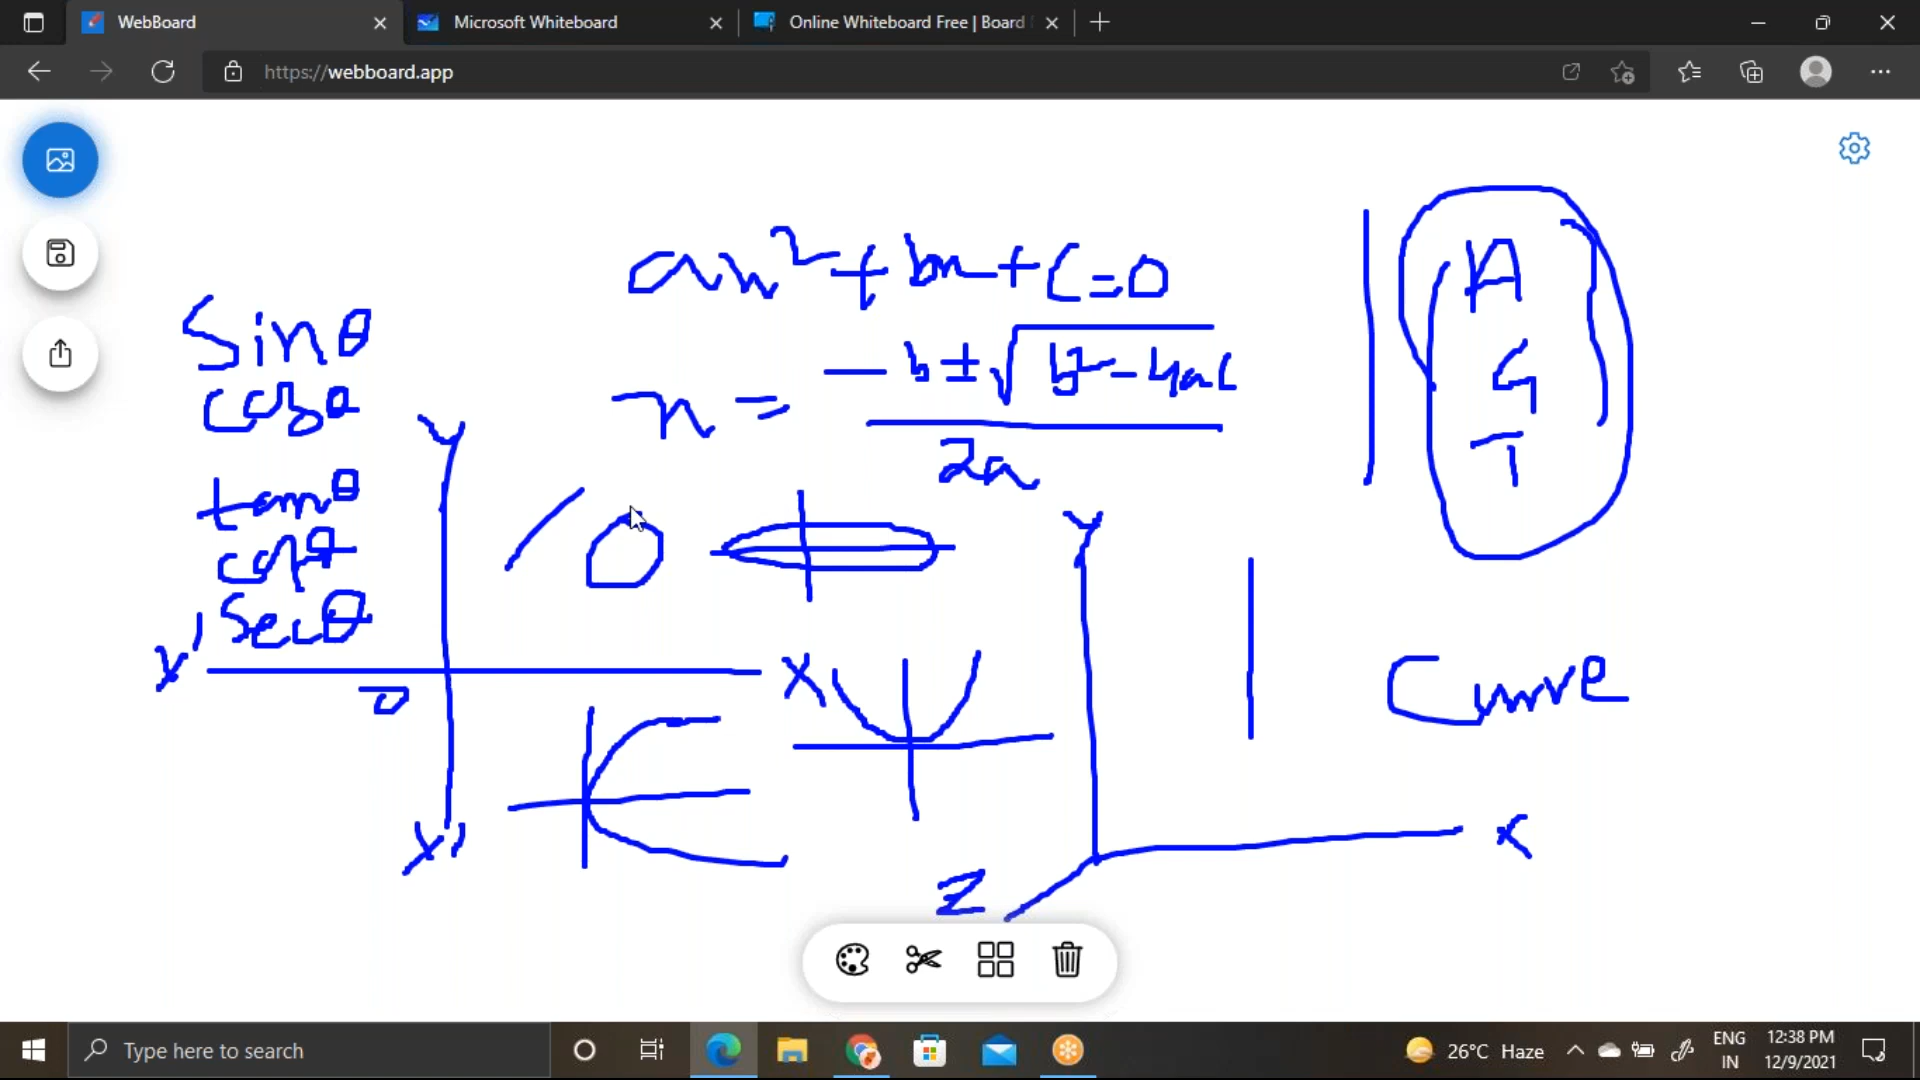 WebBoard
Microsoft Whiteboard
Online Whiteboard Free | Board
https://webboard.app
ax²+bx+c=0
x = -b±√b²-4ac
2a
A
G
T
Sinθ
cosθ
tanθ
cotθ
Secθ
Y
X'
O
X
Y'
Y
X
Z
Curve
Type here to search
26°C Haze
ENG
IN
12:38 PM
12/9/2021